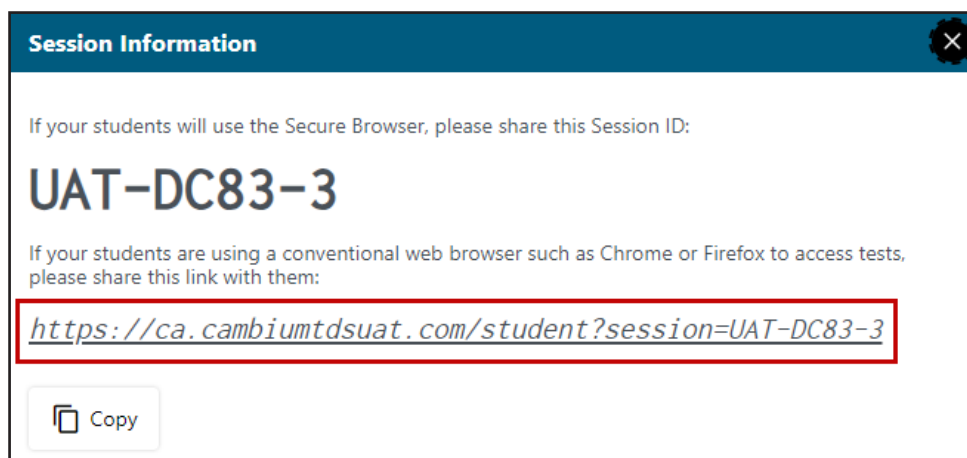 Session Information
If your students will use the Secure Browser, please share this Session ID:
UAT-DC83-3
If your students are using a conventional web browser such as Chrome or Firefox to access tests,
please share this link with them:
https://ca.cambiumtdsuat.com/student?session=UAT-DC83-3
Copy